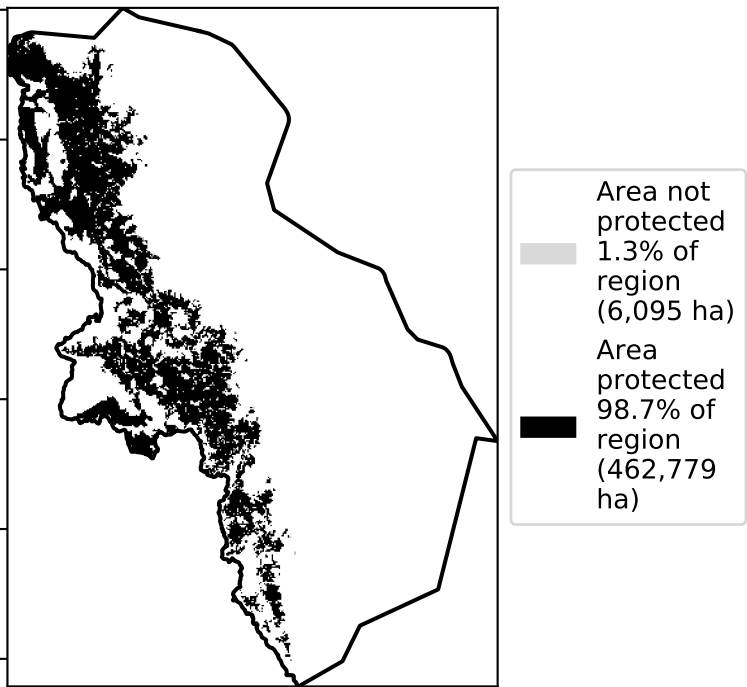 Area not
protected
1.3% of
region
(6,095 ha)
Area
protected
98.7% of
region
(462,779
ha)